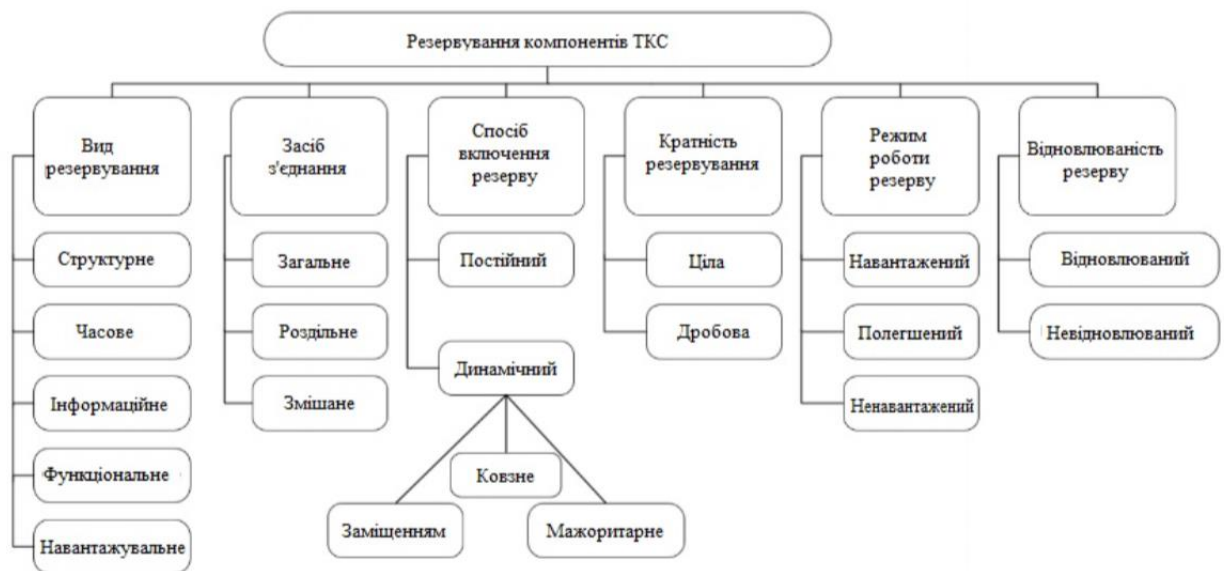 Резервування компонентів ТКС
Вид
резервування
Структурне
Часове
Інформаційне
Функціональне
Навантажувальне
Засіб
з'єднання
Загальне
Роздільне
Змішане
Спосіб
включення
резерву
Постійний
Динамічний
Ковзне
Заміщенням
Мажоритарне
Кратність
резервування
Ціла
Дробова
Режим
роботи
резерву
Навантажений
Полегшений
Ненавантажений
Відновлюваність
резерву
Відновлюваний
Невідновлюваний